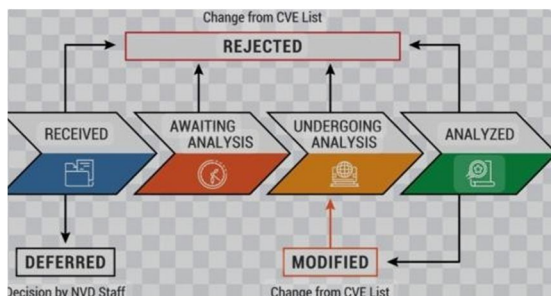 Change from CVE List
REJECTED
RECEIVED
AWAITING
ANALYSIS
UNDERGOING
ANALYSIS
ANALYZED
DEFERRED
MODIFIED
Decision by NVD Staff
Change from CVE List